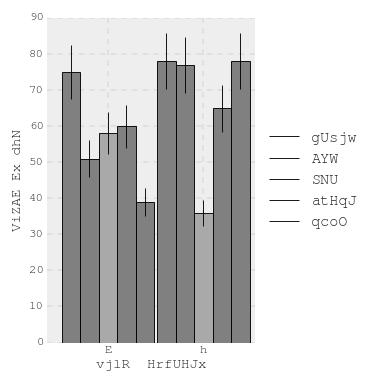 90
80
70
60
50
40
30
20
10
0
ViZAE Ex dhN
E h
vjlR HrfUHJx
gUsjw
AYW
SNU
atHqJ
qcoO